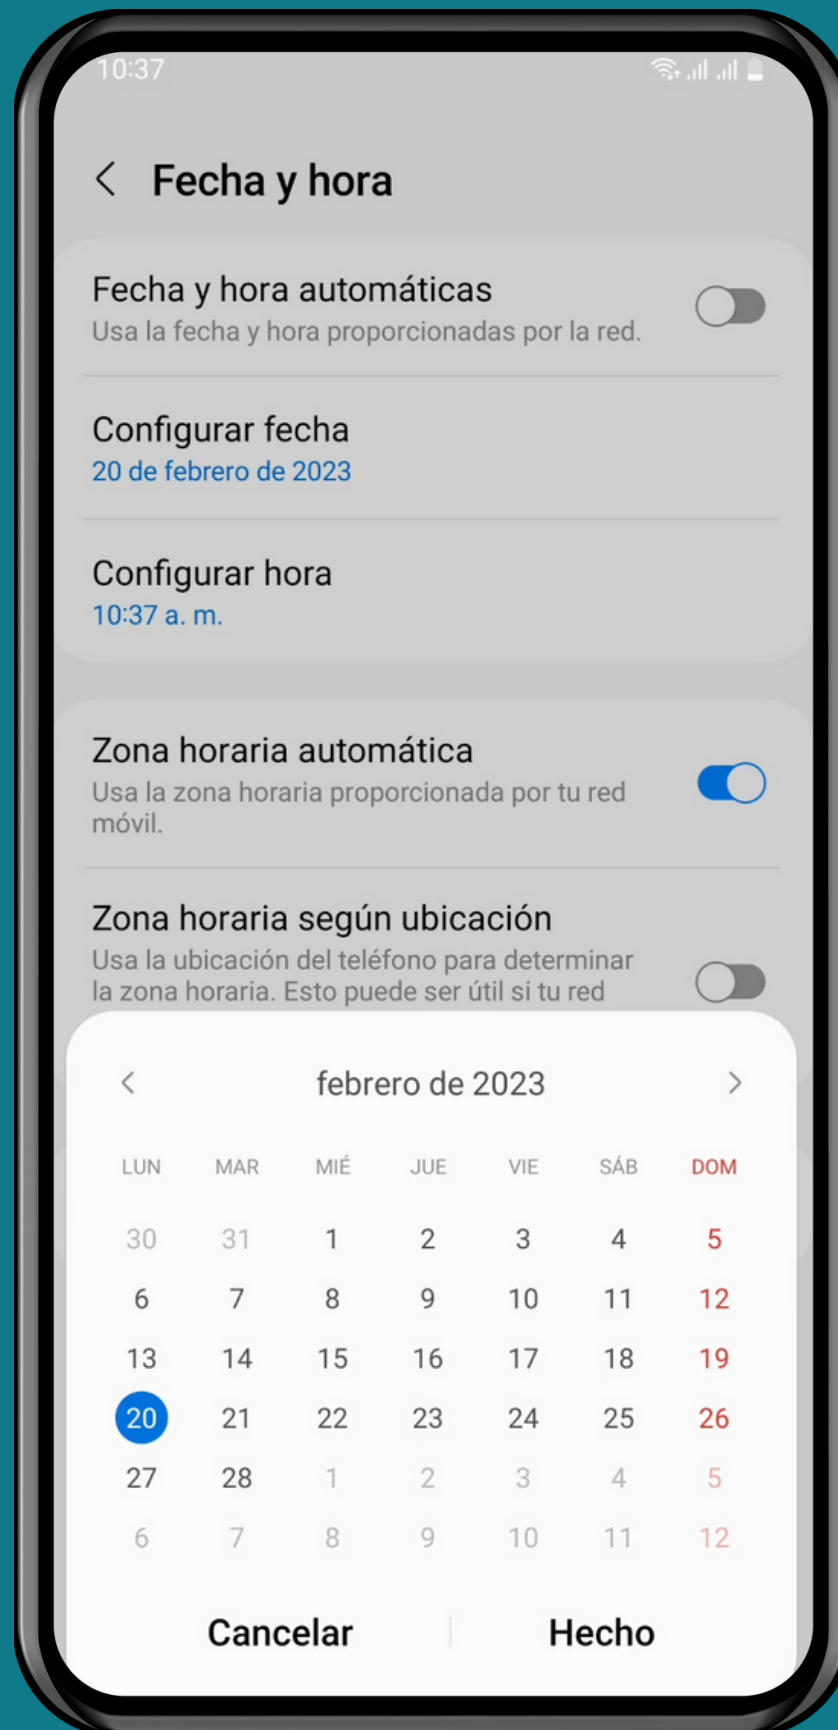 10:37
Fecha y hora
Fecha y hora automáticas
Usa la fecha y hora proporcionadas por la red.
Configurar fecha
20 de febrero de 2023
Configurar hora
10:37 a. m.
Zona horaria automática
Usa la zona horaria proporcionada por tu red
móvil.
Zona horaria según ubicación
Usa la ubicación del teléfono para determinar
la zona horaria. Esto puede ser útil si tu red
febrero de 2023
LUN MAR MIÉ JUE VIE SÁB DOM
30 31 1 2 3 4 5
6 7 8 9 10 11 12
13 14 15 16 17 18 19
20 21 22 23 24 25 26
27 28 1 2 3 4 5
6 7 8 9 10 11 12
Cancelar Hecho